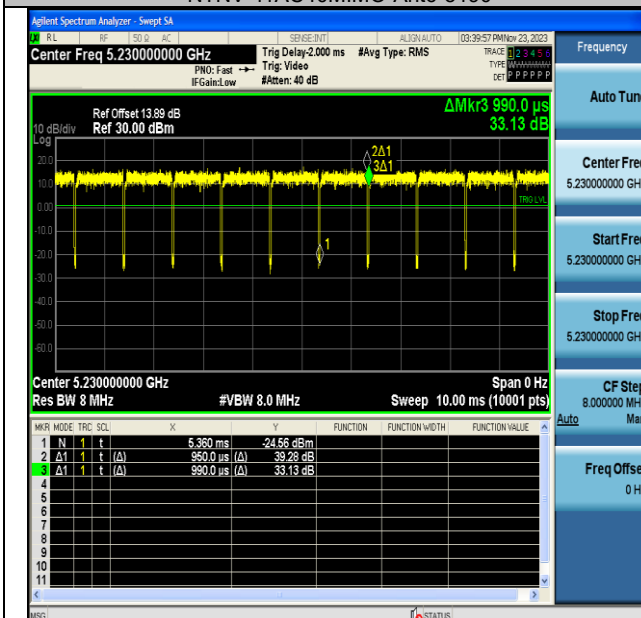 Agilent Spectrum Analyzer - Swept SA
RL RF 50 Ω AC SENSE:INT ALIGN AUTO 03:39:57 PM Nov 23, 2023
Center Freq 5.230000000 GHz
PNO: Fast
IFGain:Low
Trig Delay-2.000 ms
Trig: Video
#Atten: 40 dB
#Avg Type: RMS
TRACE 1 2 3 4 5 6
TYPE
DET P P P P P P
Frequency
Auto Tun
ΔMkr3 990.0 µs
33.13 dB
Ref Offset 13.89 dB
10 dB/div Ref 30.00 dBm
Log
20.0
10.0
0.00
-10.0
-20.0
-30.0
-40.0
-50.0
-60.0
2Δ1
3Δ1
TRIG LVL
1
Center 5.230000000 GHz
Span 0 Hz
Res BW 8 MHz
#VBW 8.0 MHz
Sweep 10.00 ms (10001 pts)
Center Fre
5.230000000 GH
Start Fre
5.230000000 GH
Stop Fre
5.230000000 GH
CF Ste
8.000000 MH
Auto Ma
Freq Offse
0 H
MKR MODE TRC SCL X Y FUNCTION FUNCTION WIDTH FUNCTION VALUE
1 N 1 t 5.360 ms -24.56 dBm
2 Δ1 1 t (Δ) 950.0 µs (Δ) 39.28 dB
3 Δ1 1 t (Δ) 990.0 µs (Δ) 33.13 dB
4
5
6
7
8
9
10
11
MSG STATUS